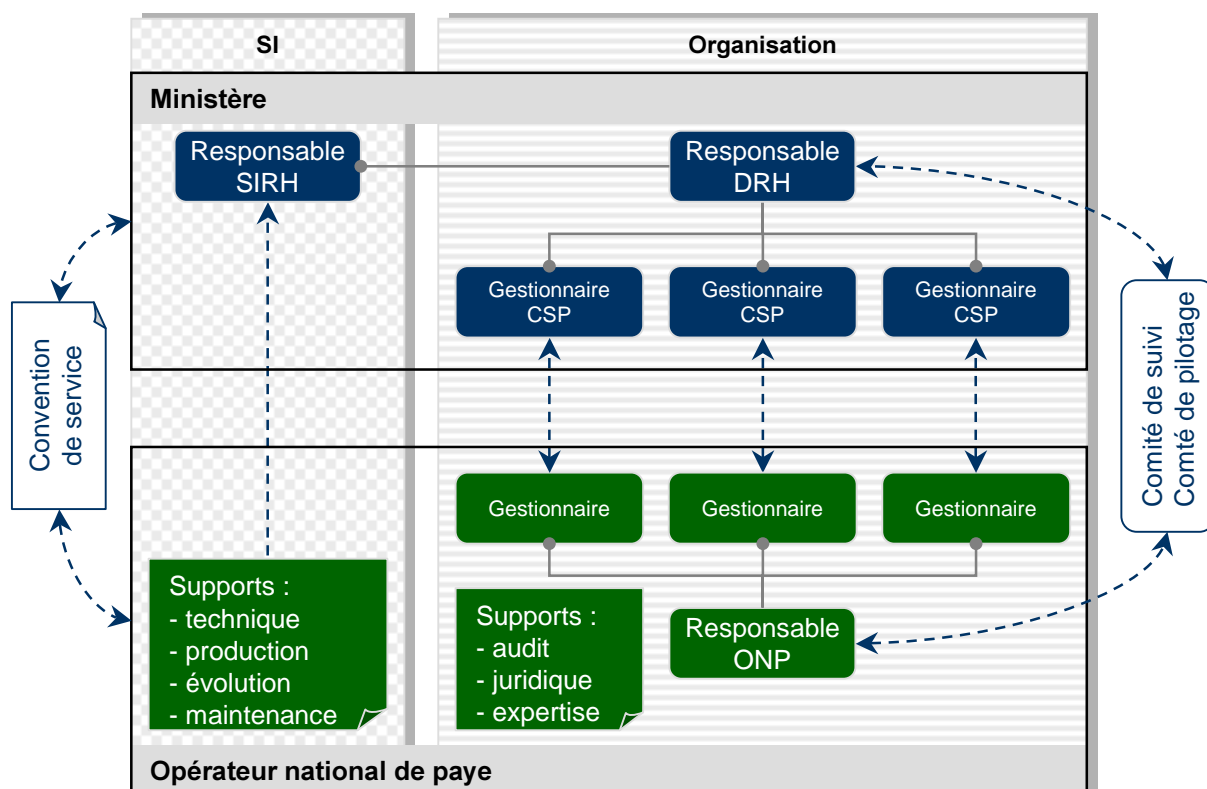 SI
Organisation
Ministère
Responsable
SIRH
Responsable
DRH
Gestionnaire
CSP
Gestionnaire
CSP
Gestionnaire
CSP
Convention
de service
Comité de suivi
Comté de pilotage
Gestionnaire
Gestionnaire
Gestionnaire
Supports :
- technique
- production
- évolution
- maintenance
Supports :
- audit
- juridique
- expertise
Responsable
ONP
Opérateur national de paye